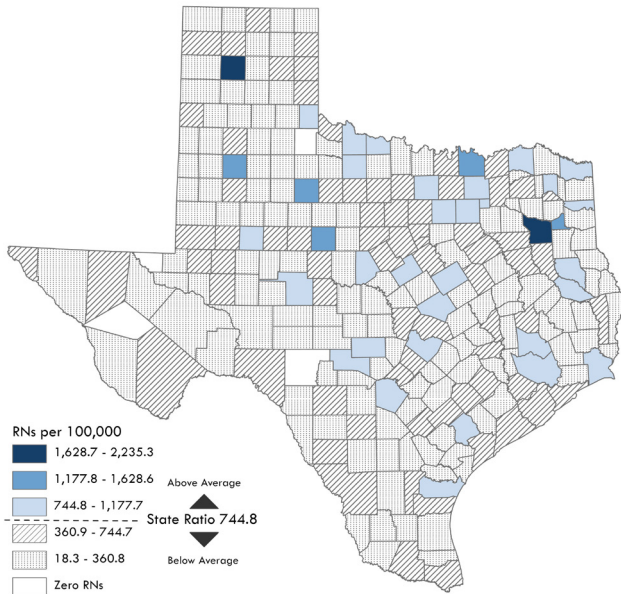 RNs per 100,000
1,628.7 - 2,235.3
1,177.8 - 1,628.6
744.8 - 1,177.7
360.9 - 744.7
18.3 - 360.8
Zero RNs
Above Average
State Ratio 744.8
Below Average